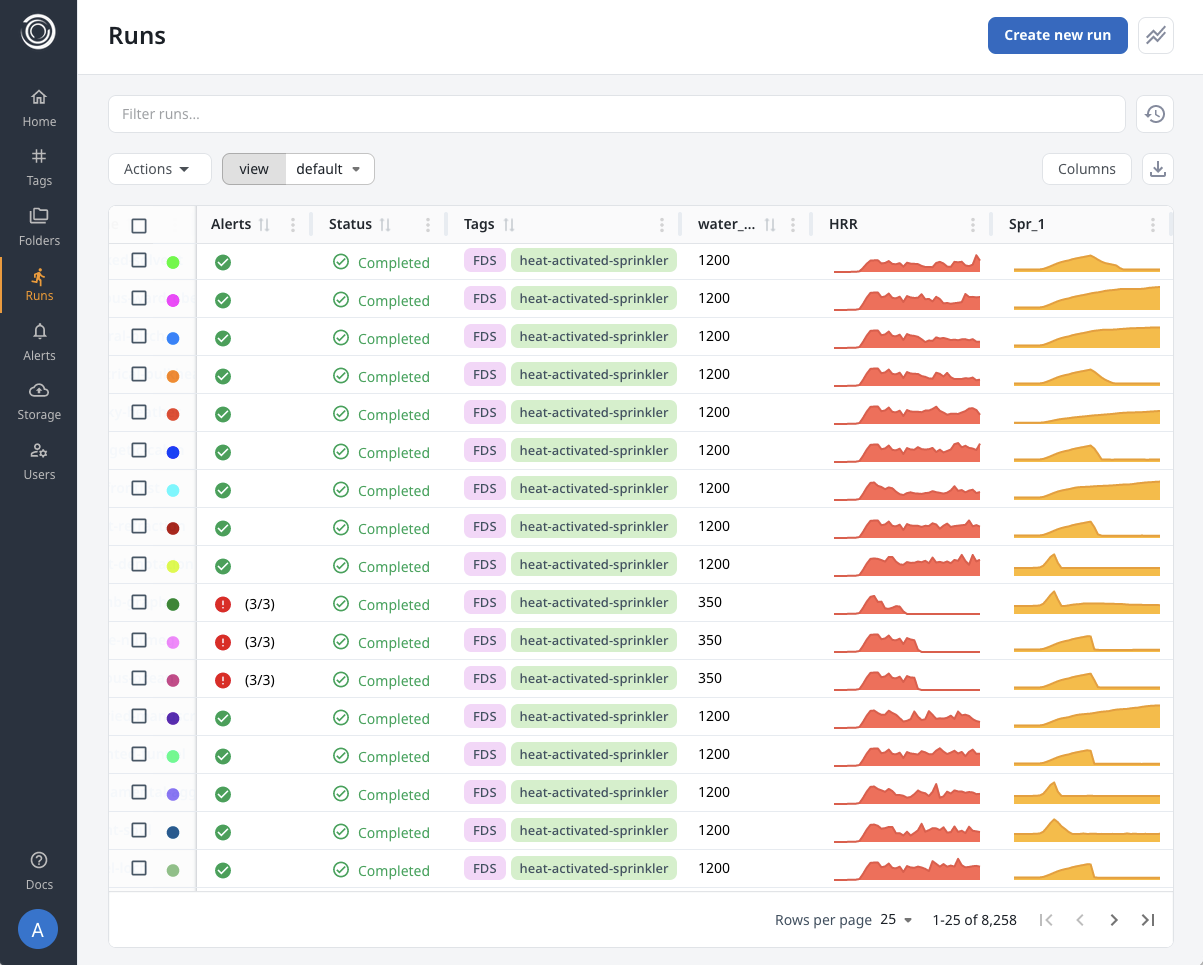 Runs
Create new run
Home
Tags
Folders
Runs
Alerts
Storage
Users
Docs
A
Filter runs...
Actions
view default
Columns
Alerts Status Tags water_... HRR Spr_1
Completed FDS heat-activated-sprinkler 1200
Completed FDS heat-activated-sprinkler 1200
Completed FDS heat-activated-sprinkler 1200
Completed FDS heat-activated-sprinkler 1200
Completed FDS heat-activated-sprinkler 1200
Completed FDS heat-activated-sprinkler 1200
Completed FDS heat-activated-sprinkler 1200
Completed FDS heat-activated-sprinkler 1200
Completed FDS heat-activated-sprinkler 1200
(3/3) Completed FDS heat-activated-sprinkler 350
(3/3) Completed FDS heat-activated-sprinkler 350
(3/3) Completed FDS heat-activated-sprinkler 350
Completed FDS heat-activated-sprinkler 1200
Completed FDS heat-activated-sprinkler 1200
Completed FDS heat-activated-sprinkler 1200
Completed FDS heat-activated-sprinkler 1200
Completed FDS heat-activated-sprinkler 1200
Rows per page 25 1-25 of 8,258